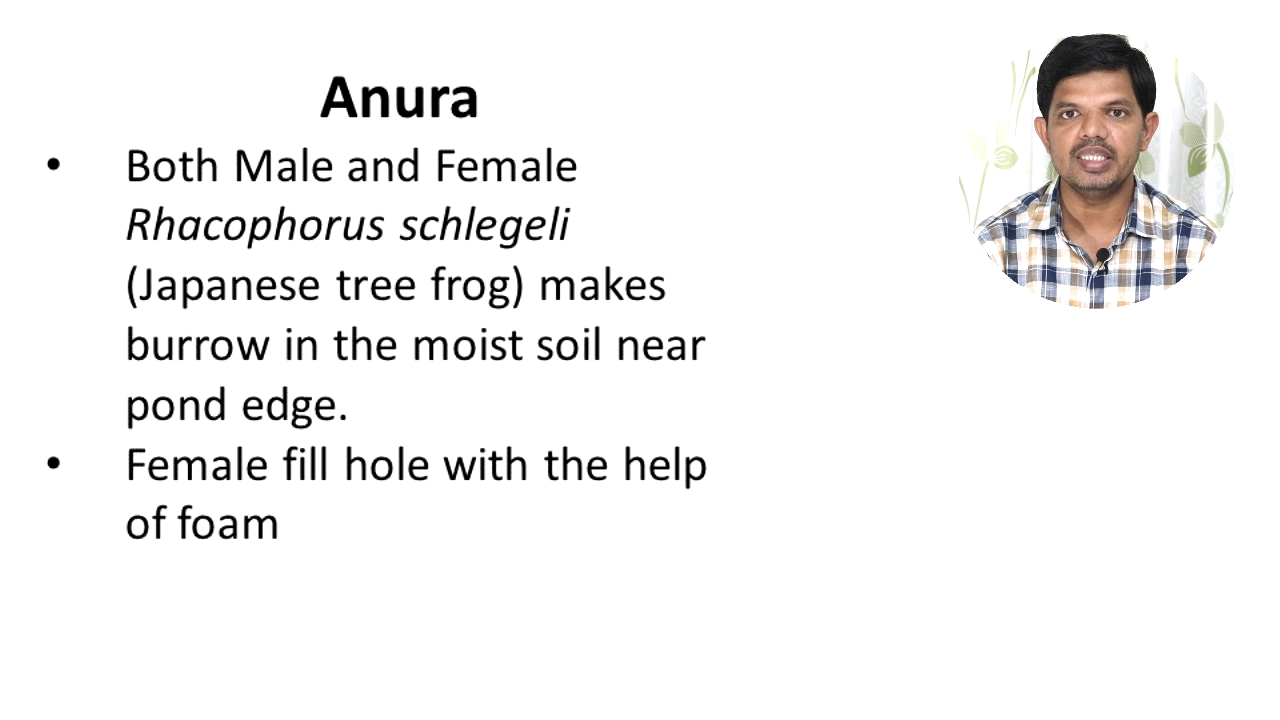 Anura
• Both Male and Female
Rhacophorus schlegeli
(Japanese tree frog) makes
burrow in the moist soil near
pond edge.
• Female fill hole with the help
of foam